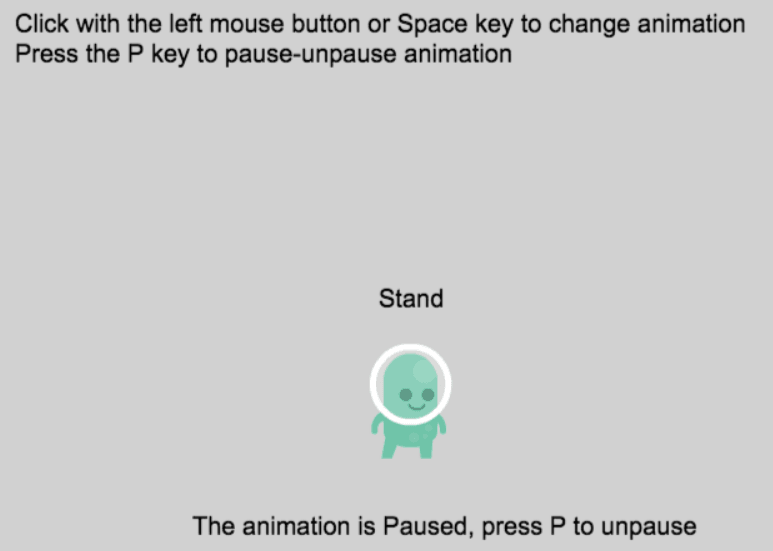 Click with the left mouse button or Space key to change animation
Press the P key to pause-unpause animation
Stand
The animation is Paused, press P to unpause